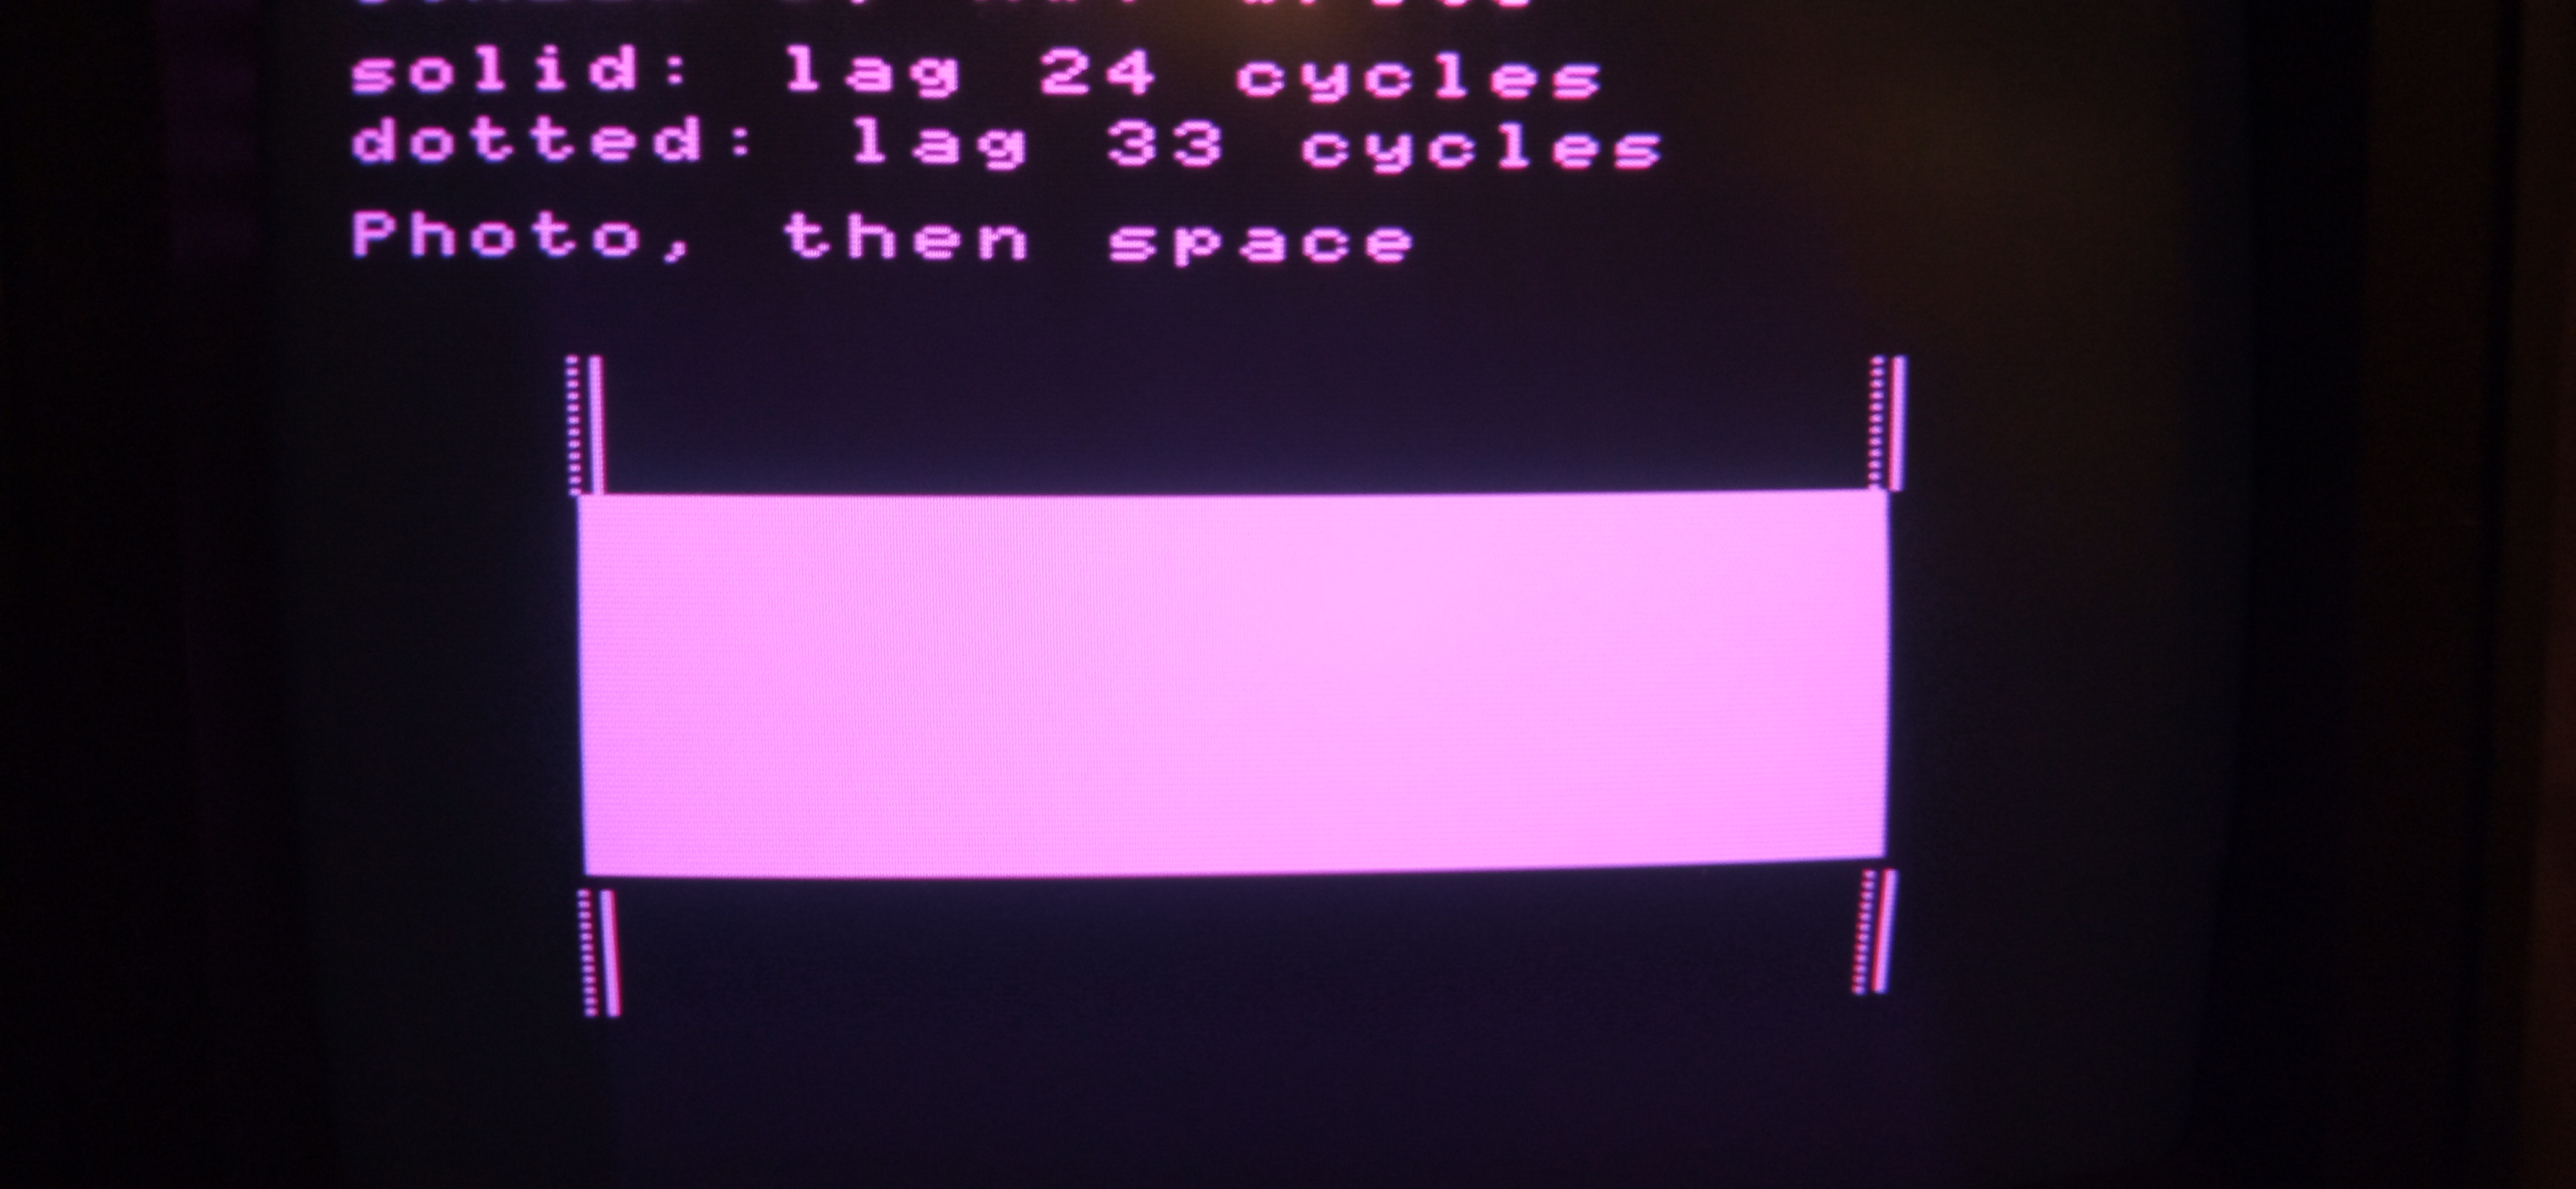 solid: lag 24 cycles
dotted: lag 33 cycles
Photo, then space